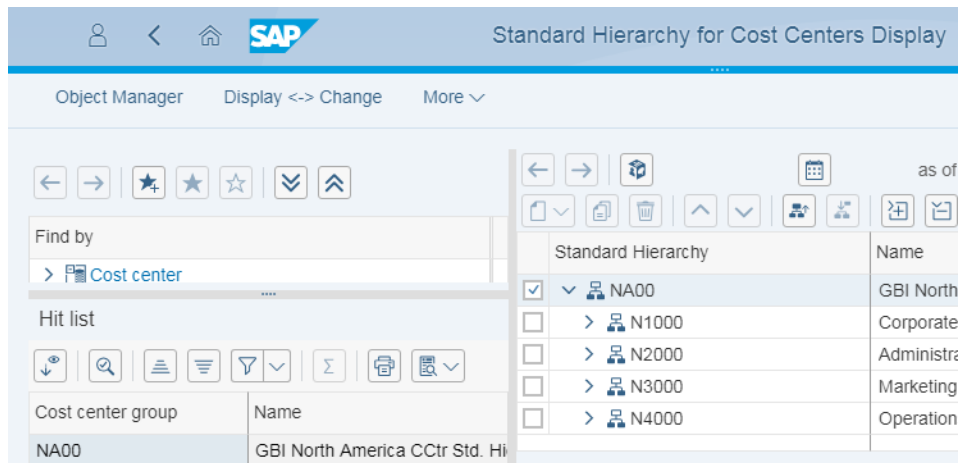 SAP Standard Hierarchy for Cost Centers Display
Object Manager Display <-> Change More
as of
Find by
Cost center
Hit list
Cost center group Name
NA00 GBI North America CCtr Std. Hi
Standard Hierarchy Name
NA00 GBI North
N1000 Corporate
N2000 Administra
N3000 Marketing
N4000 Operation